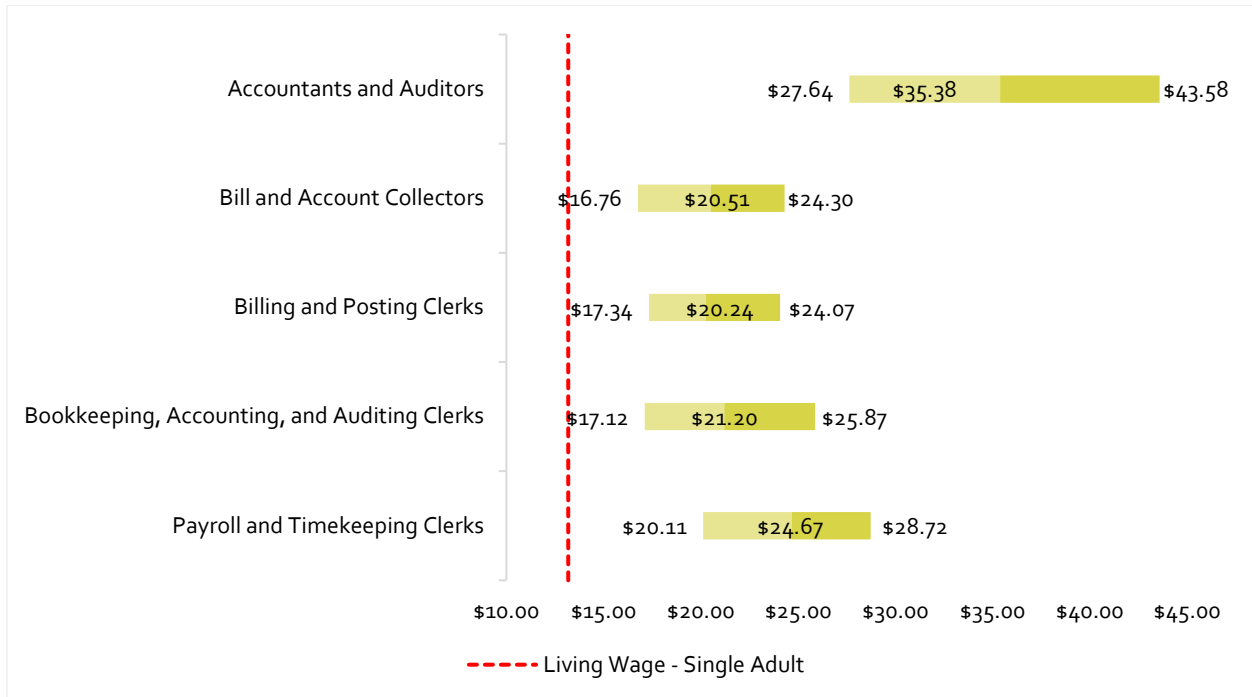 Accountants and Auditors $27.64 $35.38 $43.58
Bill and Account Collectors $16.76 $20.51 $24.30
Billing and Posting Clerks $17.34 $20.24 $24.07
Bookkeeping, Accounting, and Auditing Clerks $17.12 $21.20 $25.87
Payroll and Timekeeping Clerks $20.11 $24.67 $28.72
$10.00 $15.00 $20.00 $25.00 $30.00 $35.00 $40.00 $45.00
Living Wage - Single Adult